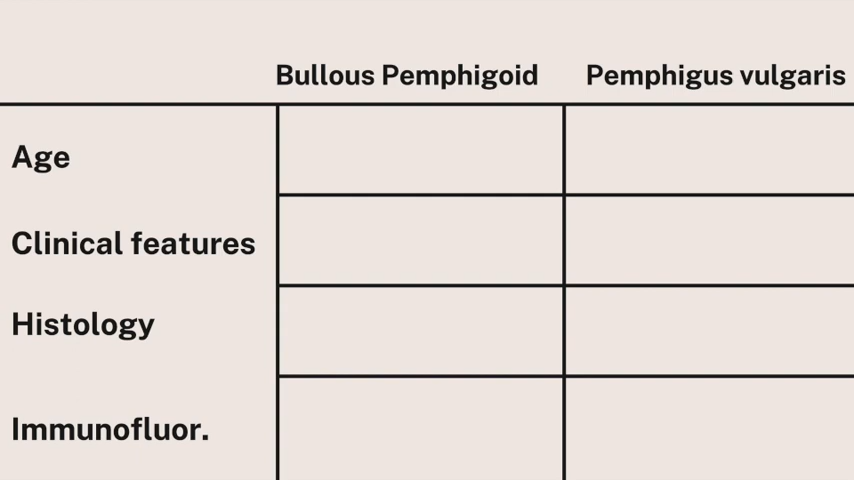 Bullous Pemphigoid Pemphigus vulgaris
Age
Clinical features
Histology
Immunofluor.